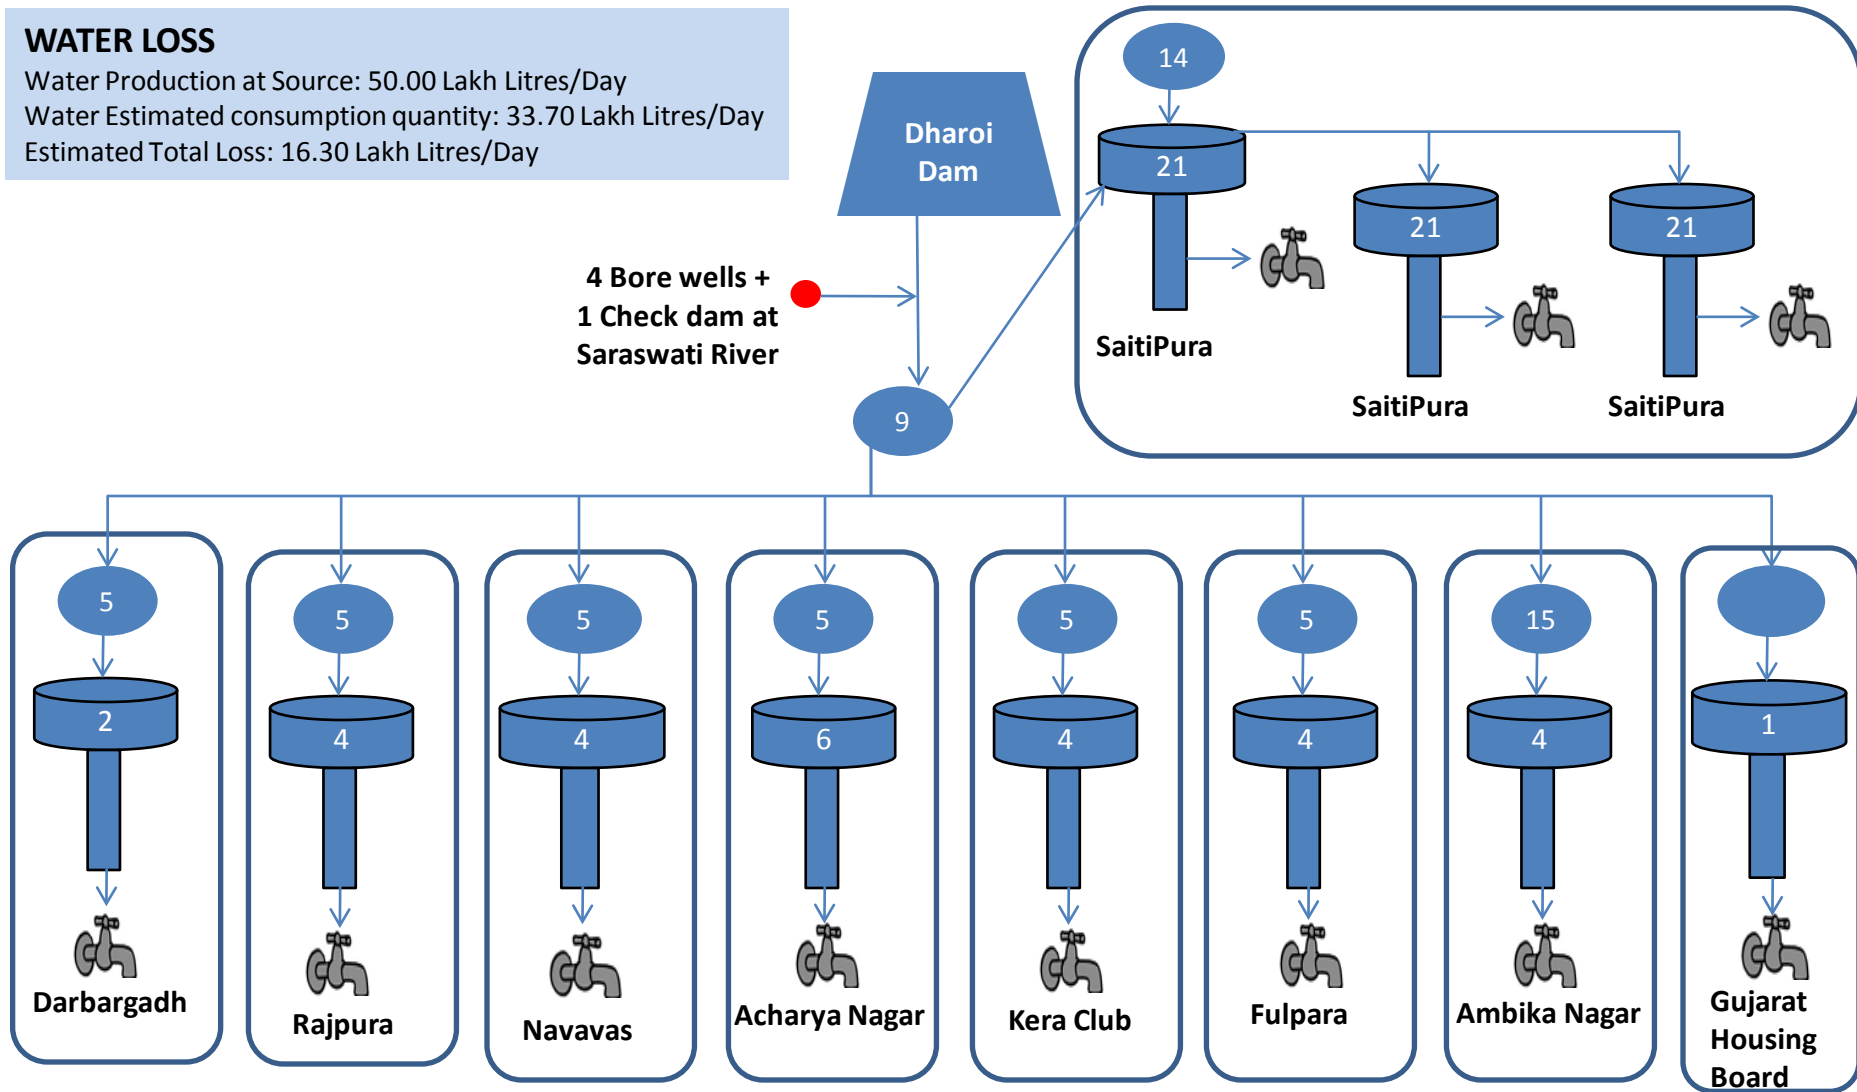 WATER LOSS
Water Production at Source: 50.00 Lakh Litres/Day
Water Estimated consumption quantity: 33.70 Lakh Litres/Day
Estimated Total Loss: 16.30 Lakh Litres/Day
Dharoi
Dam
4 Bore wells +
1 Check dam at
Saraswati River
9
14
21
SaitiPura
21
SaitiPura
21
SaitiPura
5
2
Darbargadh
5
4
Rajpura
5
4
Navavas
5
6
Acharya Nagar
5
4
Kera Club
5
4
Fulpara
15
4
Ambika Nagar
1
Gujarat
Housing
Board